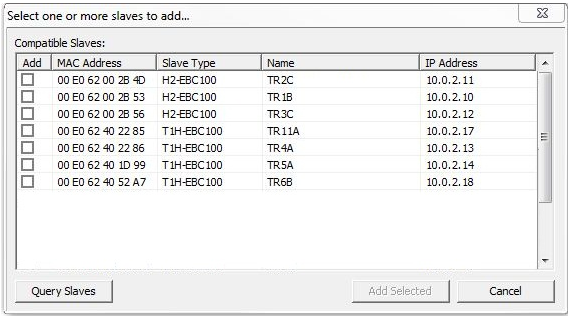 Select one or more slaves to add...
Compatible Slaves:
Add MAC Address Slave Type Name IP Address
00 E0 62 00 2B 4D H2-EBC100 TR2C 10.0.2.11
00 E0 62 00 2B 53 H2-EBC100 TR1B 10.0.2.10
00 E0 62 00 2B 56 H2-EBC100 TR3C 10.0.2.12
00 E0 62 40 22 85 T1H-EBC100 TR11A 10.0.2.17
00 E0 62 40 22 86 T1H-EBC100 TR4A 10.0.2.13
00 E0 62 40 1D 99 T1H-EBC100 TR5A 10.0.2.14
00 E0 62 40 52 A7 T1H-EBC100 TR6B 10.0.2.18
Query Slaves Add Selected Cancel